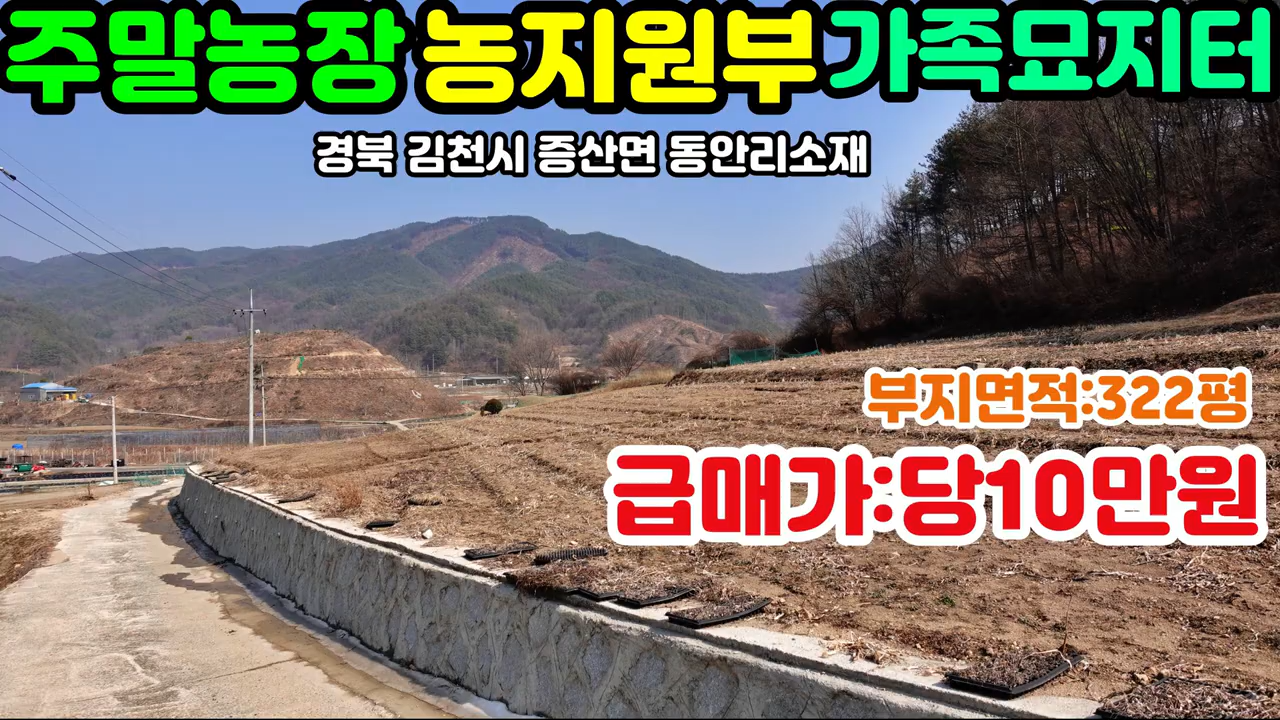 주말농장 농지원부 가족묘지터
경북 김천시 증산면 동안리소재
부지면적:322평
급매가:당10만원